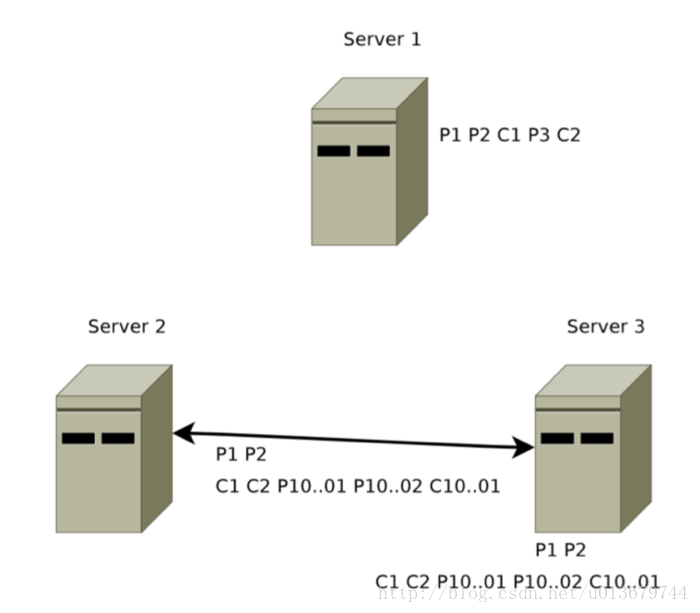 Server 1
P1 P2 C1 P3 C2
Server 2
Server 3
P1 P2
C1 C2 P10..01 P10..02 C10..01
P1 P2
C1 C2 P10..01 P10..02 C10..01
http://blog.csdn.net/u013679744